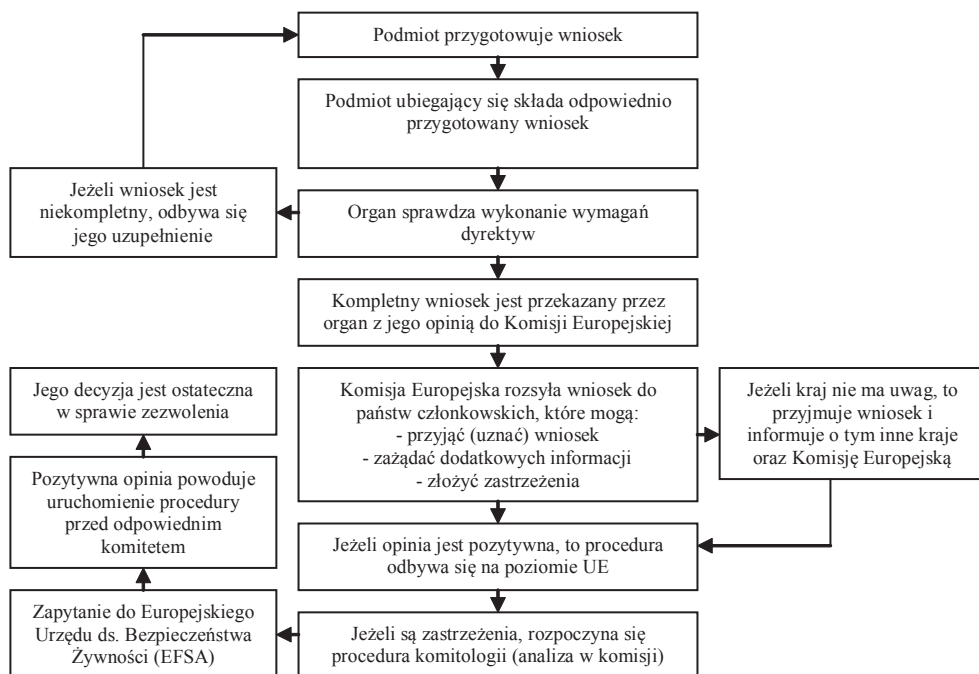 Podmiot przygotowuje wniosek
Podmiot ubiegający się składa odpowiednio
przygotowany wniosek
Jeżeli wniosek jest
niekompletny, odbywa się
jego uzupełnienie
Organ sprawdza wykonanie wymagań
dyrektyw
Kompletny wniosek jest przekazany przez
organ z jego opinią do Komisji Europejskiej
Komisja Europejska rozsyła wniosek do
państw członkowskich, które mogą:
- przyjąć (uznać) wniosek
- zażądać dodatkowych informacji
- złożyć zastrzeżenia
Jeżeli kraj nie ma uwag, to
przyjmuje wniosek i
informuje o tym inne kraje
oraz Komisję Europejską
Jeżeli opinia jest pozytywna, to procedura
odbywa się na poziomie UE
Jeżeli są zastrzeżenia, rozpoczyna się
procedura komitologii (analiza w komisji)
Zapytanie do Europejskiego
Urzędu ds. Bezpieczeństwa
Żywności (EFSA)
Pozytywna opinia powoduje
uruchomienie procedury
przed odpowiednim
komitetem
Jego decyzja jest ostateczna
w sprawie zezwolenia